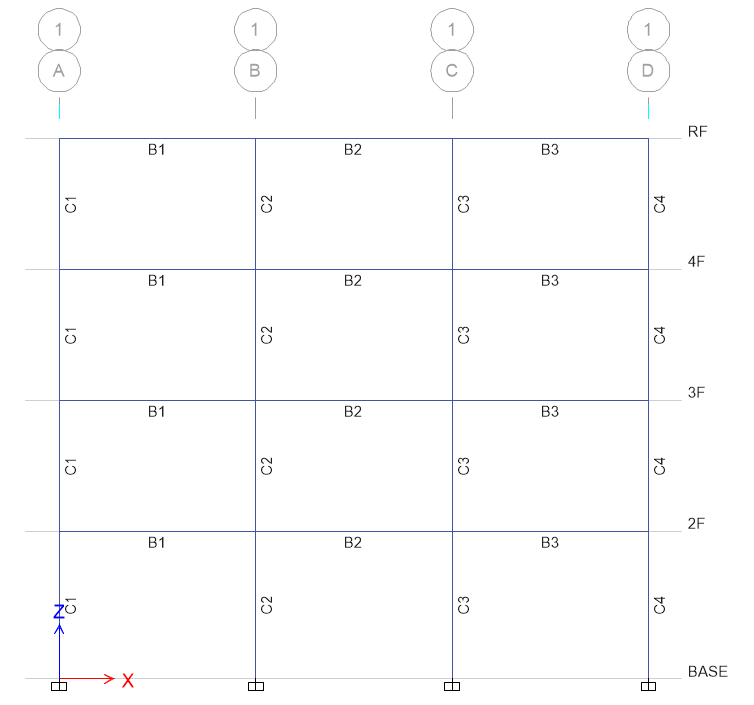 1 1 1 1
A B C D
RF
B1 B2 B3
C1 C2 C3 C4
4F
B1 B2 B3
C1 C2 C3 C4
3F
B1 B2 B3
C1 C2 C3 C4
2F
B1 B2 B3
C1 C2 C3 C4
Z
BASE
X